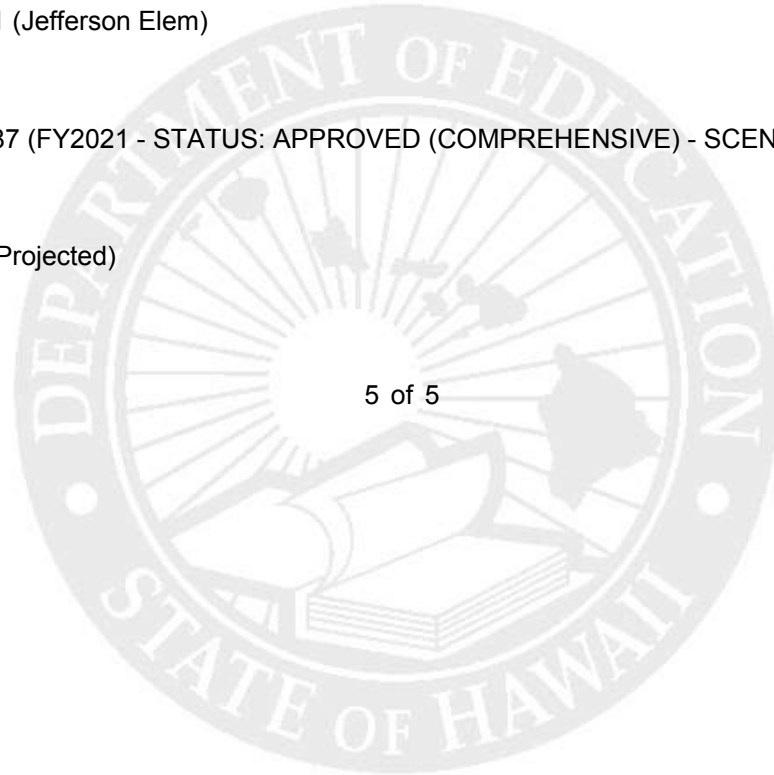 (Jefferson Elem)
37 (FY2021 - STATUS: APPROVED (COMPREHENSIVE) - SCEN
Projected)
5 of 5
DEPARTMENT OF EDUCATION
STATE OF HAWAII